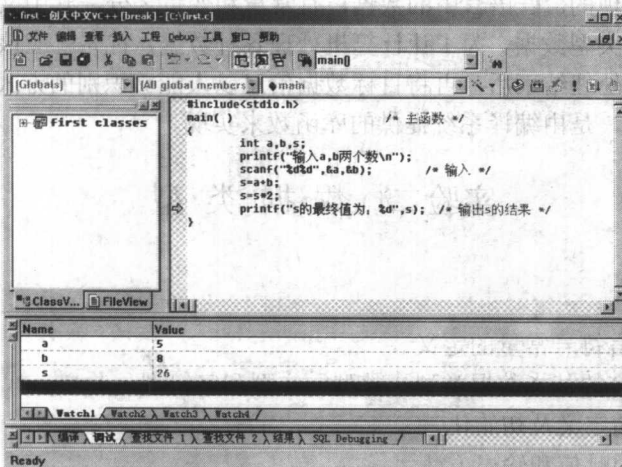 first - 创天中文VC++ [break] - [C:\first.c]
文件 编辑 查看 插入 工程 Debug 工具 窗口 帮助
main()
(Globals) (All global members main
first classes
#include<stdio.h>
main( ) /* 主函数 */
{
int a,b,s;
printf("输入a,b两个数\n");
scanf("%d%d",&a,&b); /* 输入 */
s=a+b;
s=s*2;
printf("s的最终值为: %d",s); /* 输出s的结果 */
}
ClassV... FileView
Name Value
a 5
b 8
s 26
Watch1 Watch2 Watch3 Watch4
编译 调试 查找文件 1 查找文件 2 结果 SQL Debugging
Ready